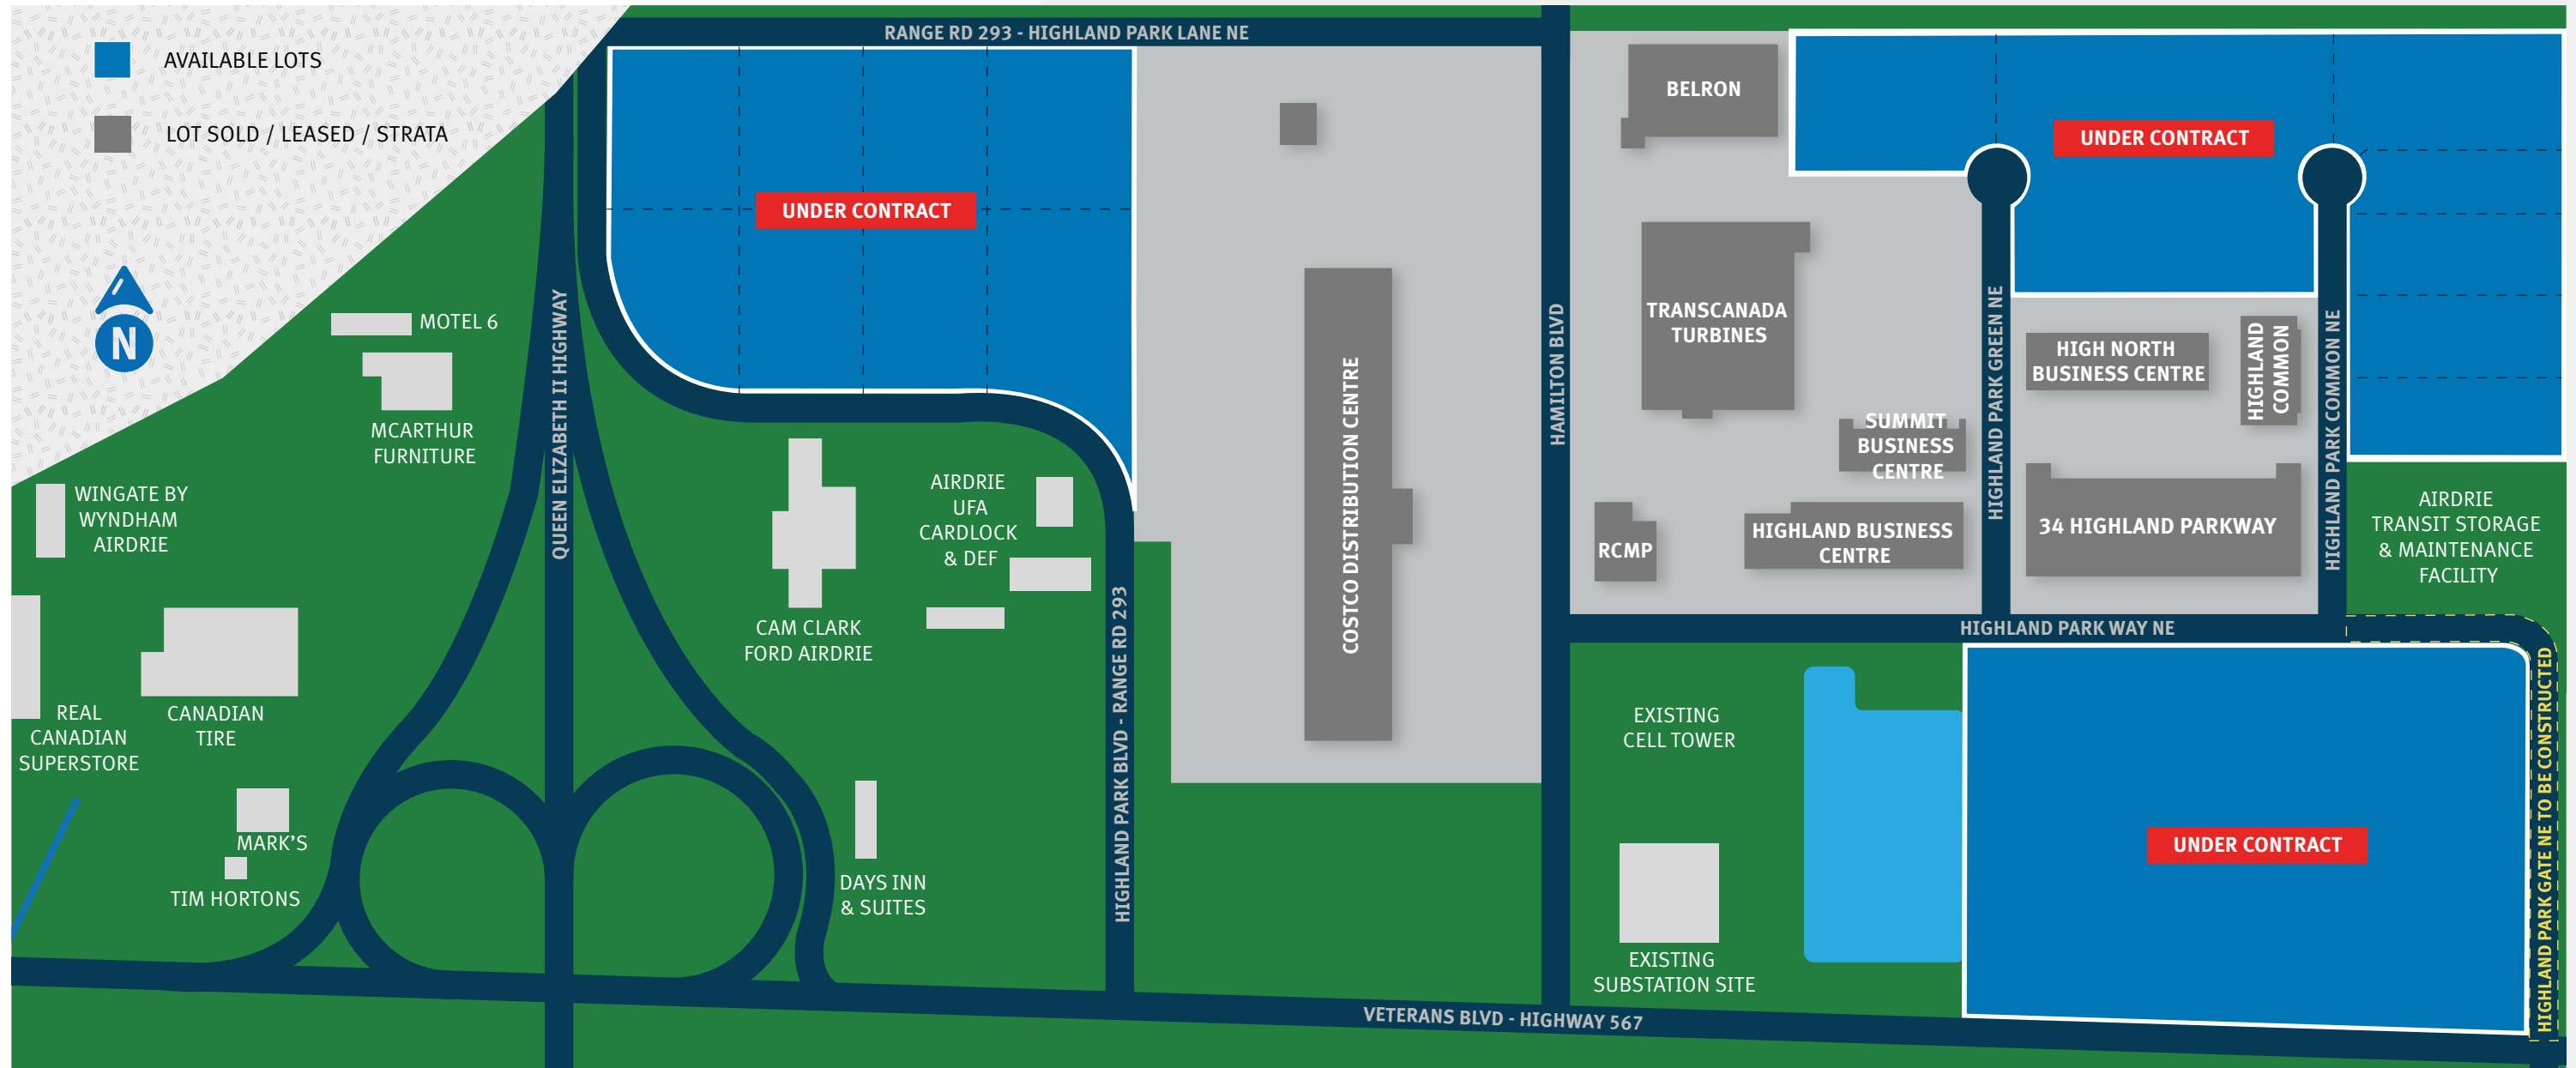 AVAILABLE LOTS
LOT SOLD / LEASED / STRATA
N
RANGE RD 293 - HIGHLAND PARK LANE NE
UNDER CONTRACT
BELRON
UNDER CONTRACT
MOTEL 6
MCARTHUR
FURNITURE
QUEEN ELIZABETH II HIGHWAY
WINGATE BY
WYNDHAM
AIRDRIE
AIRDRIE
UFA
CARDLOCK
& DEF
CAM CLARK
FORD AIRDRIE
REAL
CANADIAN
SUPERSTORE
CANADIAN
TIRE
MARK'S
TIM HORTONS
DAYS INN
& SUITES
HIGHLAND PARK BLVD - RANGE RD 293
COSTCO DISTRIBUTION CENTRE
HAMILTON BLVD
TRANSCANADA
TURBINES
SUMMIT
BUSINESS
CENTRE
RCMP
HIGHLAND BUSINESS
CENTRE
HIGHLAND PARK GREEN NE
HIGH NORTH
BUSINESS CENTRE
HIGHLAND
COMMON
34 HIGHLAND PARKWAY
HIGHLAND PARK COMMON NE
AIRDRIE
TRANSIT STORAGE
& MAINTENANCE
FACILITY
HIGHLAND PARK WAY NE
EXISTING
CELL TOWER
EXISTING
SUBSTATION SITE
UNDER CONTRACT
HIGHLAND PARK GATE NE TO BE CONSTRUCTED
VETERANS BLVD - HIGHWAY 567